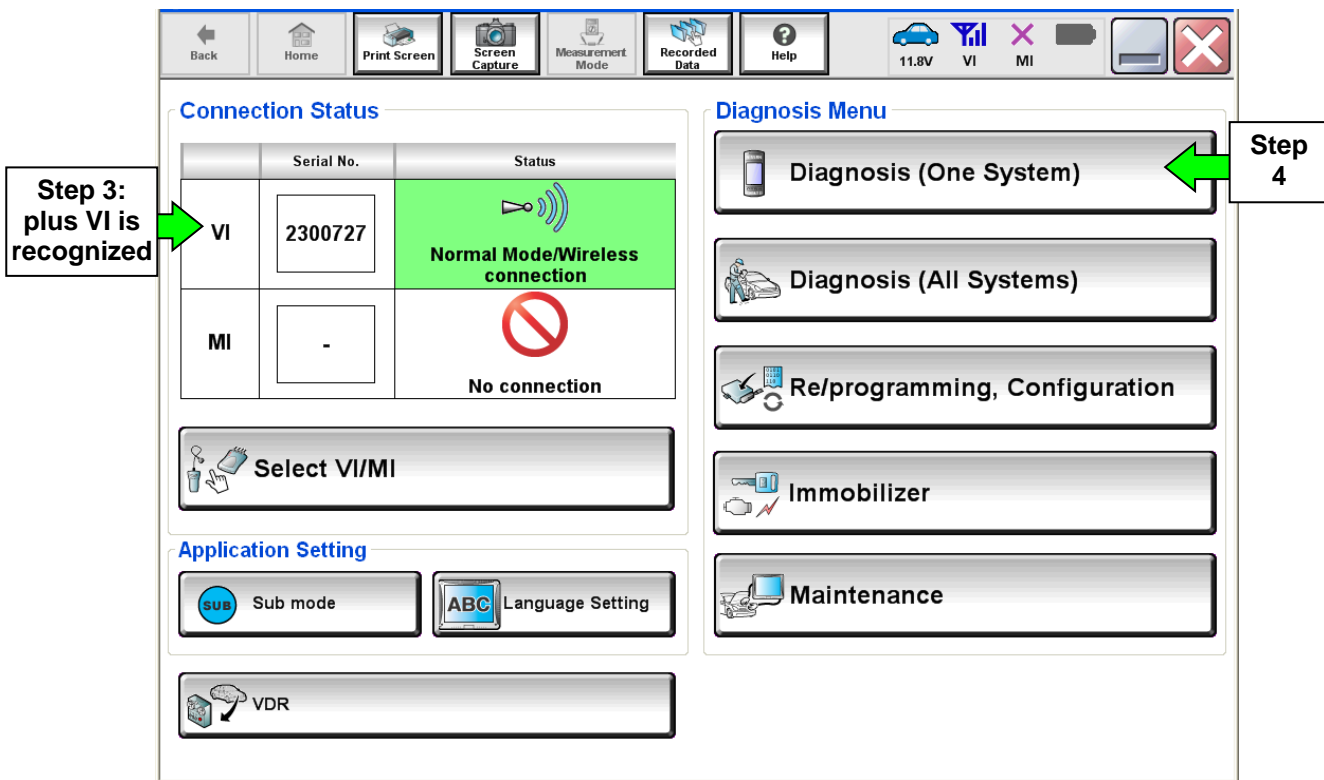 Back
Home
Print Screen
Screen
Capture
Measurement
Mode
Recorded
Data
Help
11.8V
VI
MI
Connection Status
Serial No.
Status
VI
2300727
Normal Mode/Wireless
connection
MI
-
No connection
Select VI/MI
Application Setting
SUB
Sub mode
ABC
Language Setting
VDR
Diagnosis Menu
Diagnosis (One System)
Diagnosis (All Systems)
Re/programming, Configuration
Immobilizer
Maintenance
Step 3:
plus VI is
recognized
Step
4